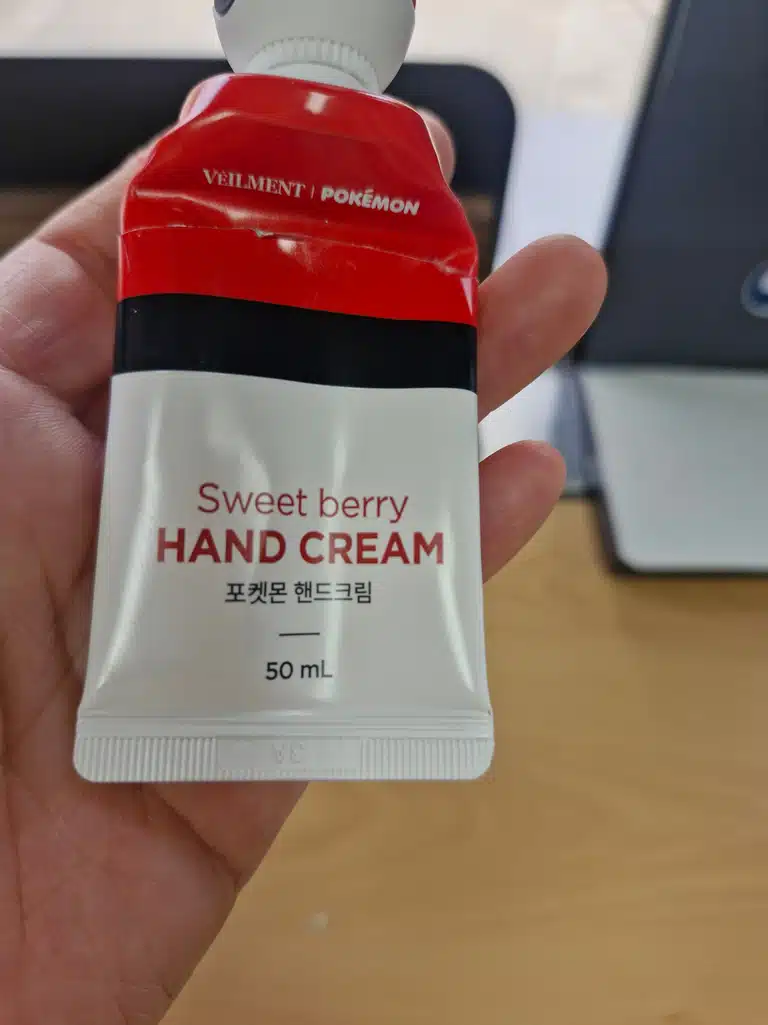 VEILMENT | POKÉMON
Sweet berry
HAND CREAM
포켓몬 핸드크림
50 mL